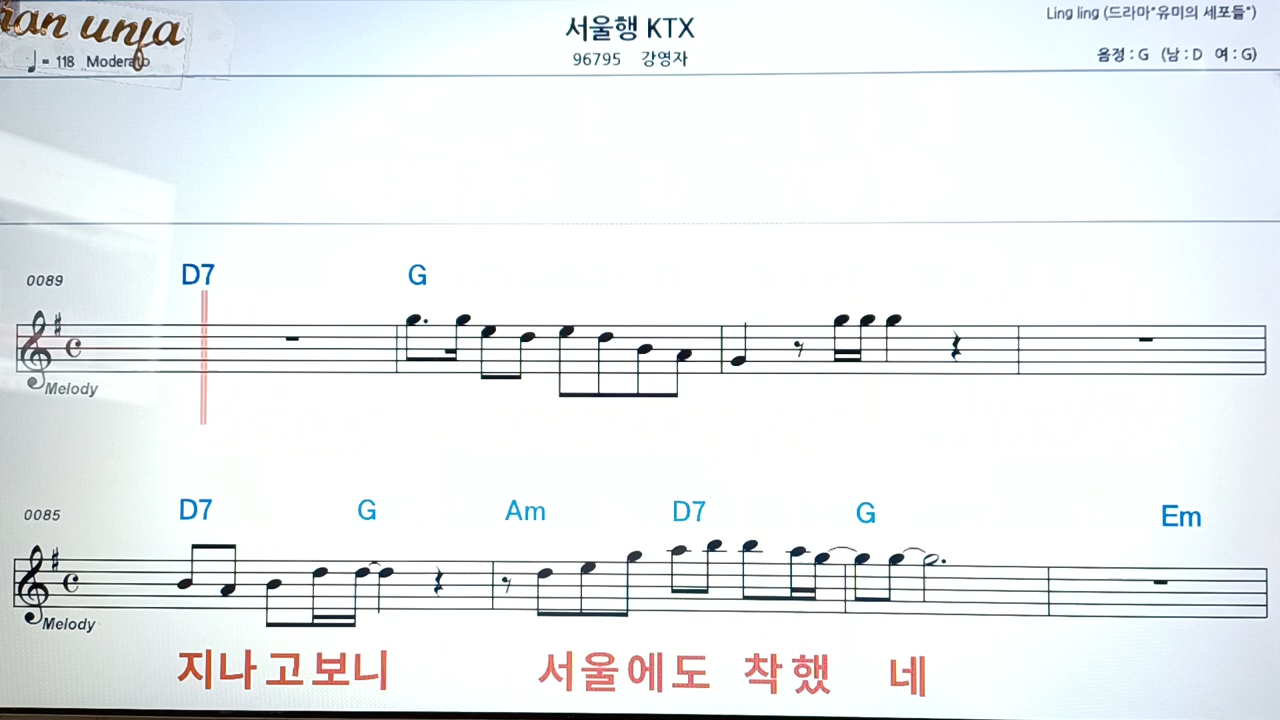 서울행 KTX
Ling ling (드라마"유미의 세포들")
an unja
♩= 118 Moderato
96795 강영자
음정 : G (남 : D 여 : G)
0089 D7 G
Melody
0085 D7 G Am D7 G Em
Melody
지나고보니 서울에도 착했 네